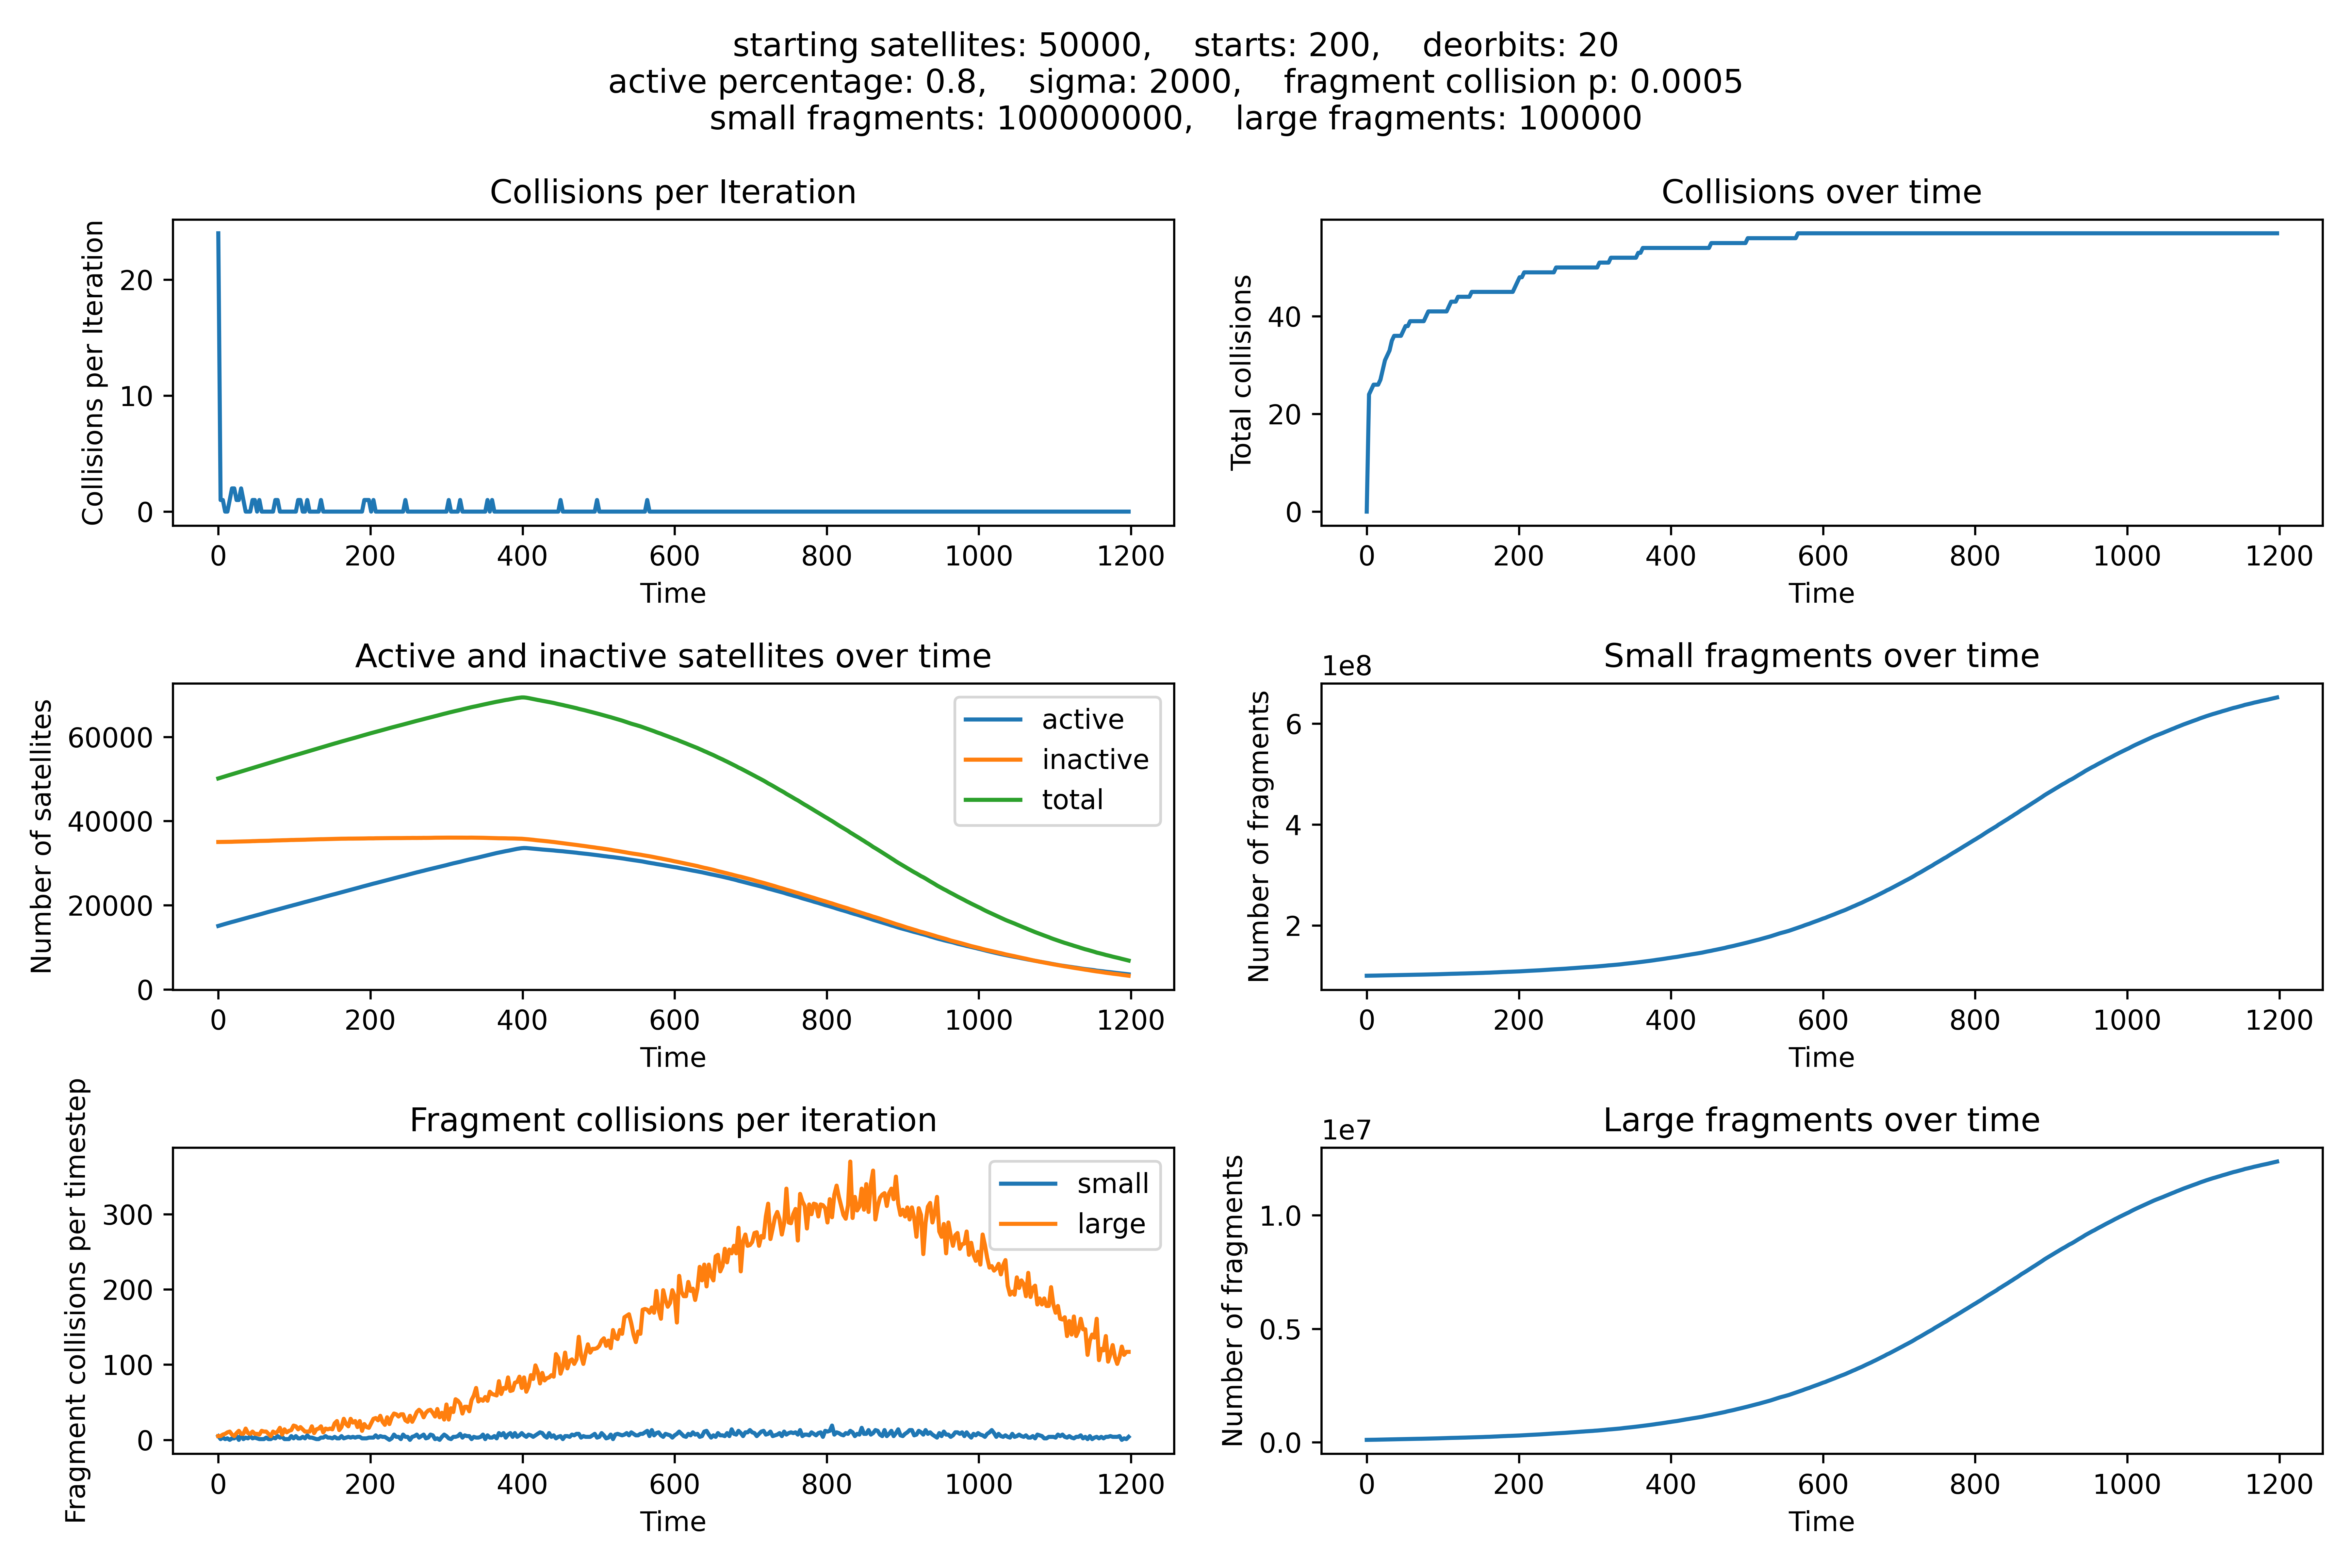 starting satellites: 50000,    starts: 200,    deorbits: 20
active percentage: 0.8,    sigma: 2000,    fragment collision p: 0.0005
small fragments: 100000000,    large fragments: 100000
Collisions per Iteration
Collisions per Iteration
20
10
0
0 200 400 600 800 1000 1200
Time
Collisions over time
Total collisions
40
20
0
0 200 400 600 800 1000 1200
Time
Active and inactive satellites over time
Number of satellites
60000
40000
20000
0
active
inactive
total
0 200 400 600 800 1000 1200
Time
Small fragments over time
1e8
Number of fragments
6
4
2
0 200 400 600 800 1000 1200
Time
Fragment collisions per iteration
Fragment collisions per timestep
300
200
100
0
small
large
0 200 400 600 800 1000 1200
Time
Large fragments over time
1e7
Number of fragments
1.0
0.5
0.0
0 200 400 600 800 1000 1200
Time